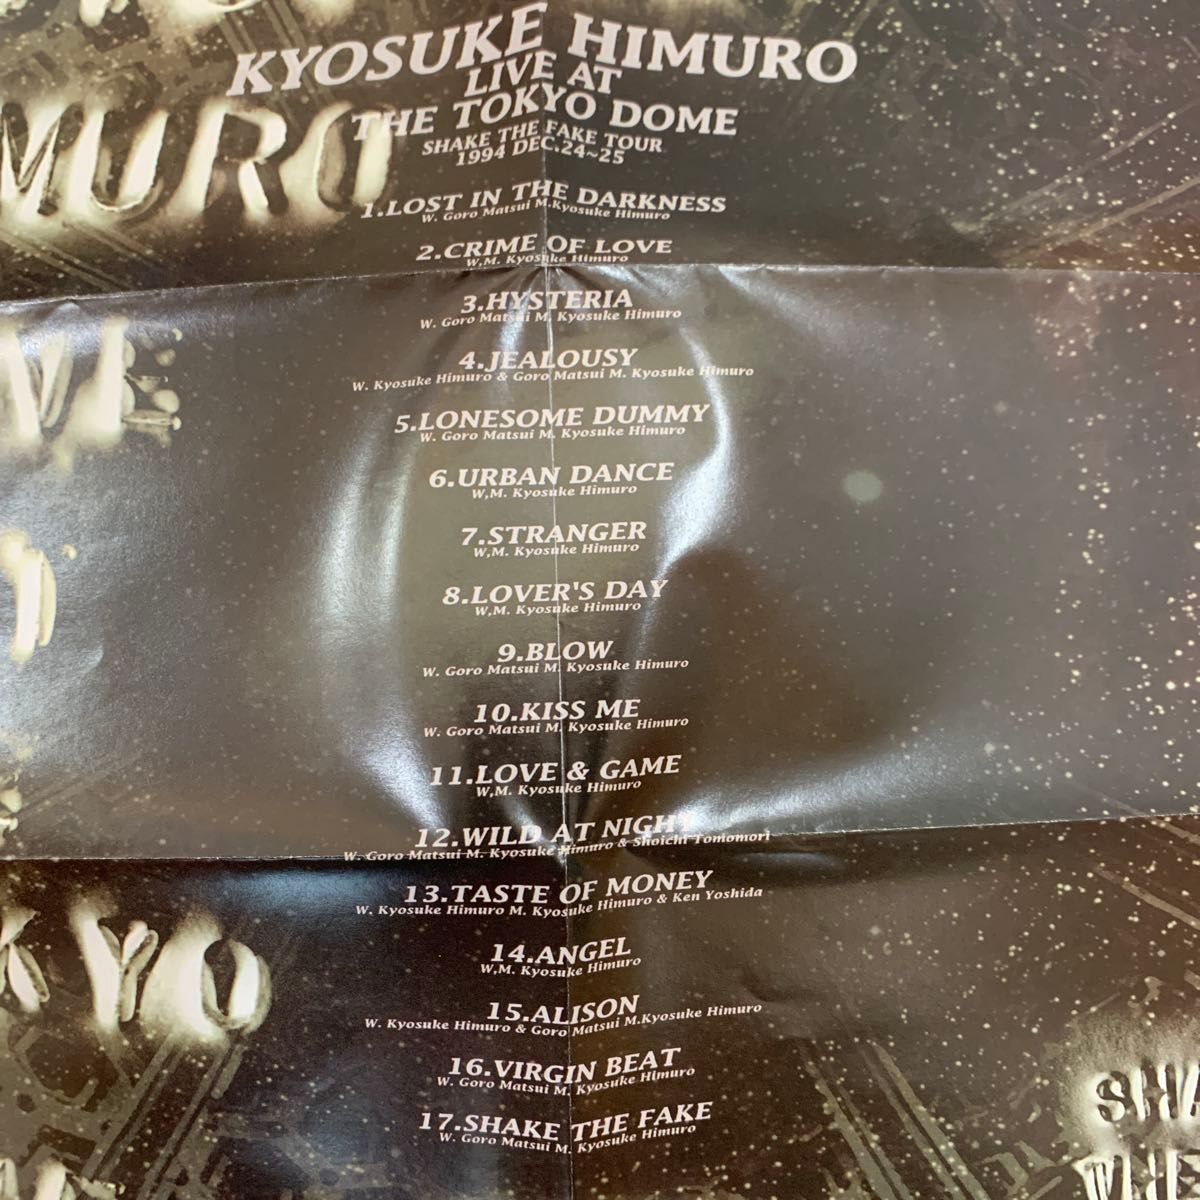 KYOSUKE HIMURO
LIVE AT
THE TOKYO DOME
SHAKE THE FAKE TOUR
1994 DEC.24~25
MURO
1.LOST IN THE DARKNESS
W. Goro Matsui M.Kyosuke Himuro
2.CRIME OF LOVE
W,M. Kyosuke Himuro
3.HYSTERIA
W. Goro Matsui M. Kyosuke Himuro
4.JEALOUSY
W. Kyosuke Himuro & Goro Matsui M. Kyosuke Himuro
VE
5.LONESOME DUMMY
W. Goro Matsui M. Kyosuke Himuro
6.URBAN DANCE
W,M. Kyosuke Himuro
7.STRANGER
W,M. Kyosuke Himuro
8.LOVER'S DAY
W,M. Kyosuke Himuro
9.BLOW
W. Goro Matsui M. Kyosuke Himuro
10.KISS ME
W. Goro Matsui M. Kyosuke Himuro
11.LOVE & GAME
W,M. Kyosuke Himuro
12.WILD AT NIGHT
W. Goro Matsui M. Kyosuke Himuro & Shoichi Tomomori
13.TASTE OF MONEY
W. Kyosuke Himuro M. Kyosuke Himuro & Ken Yoshida
KYO
14.ANGEL
W,M. Kyosuke Himuro
15.ALISON
W. Kyosuke Himuro & Goro Matsui M.Kyosuke Himuro
16.VIRGIN BEAT
W. Goro Matsui M. Kyosuke Himuro
17.SHAKE THE FAKE
W. Goro Matsui M. Kyosuke Himuro
SHA
THE